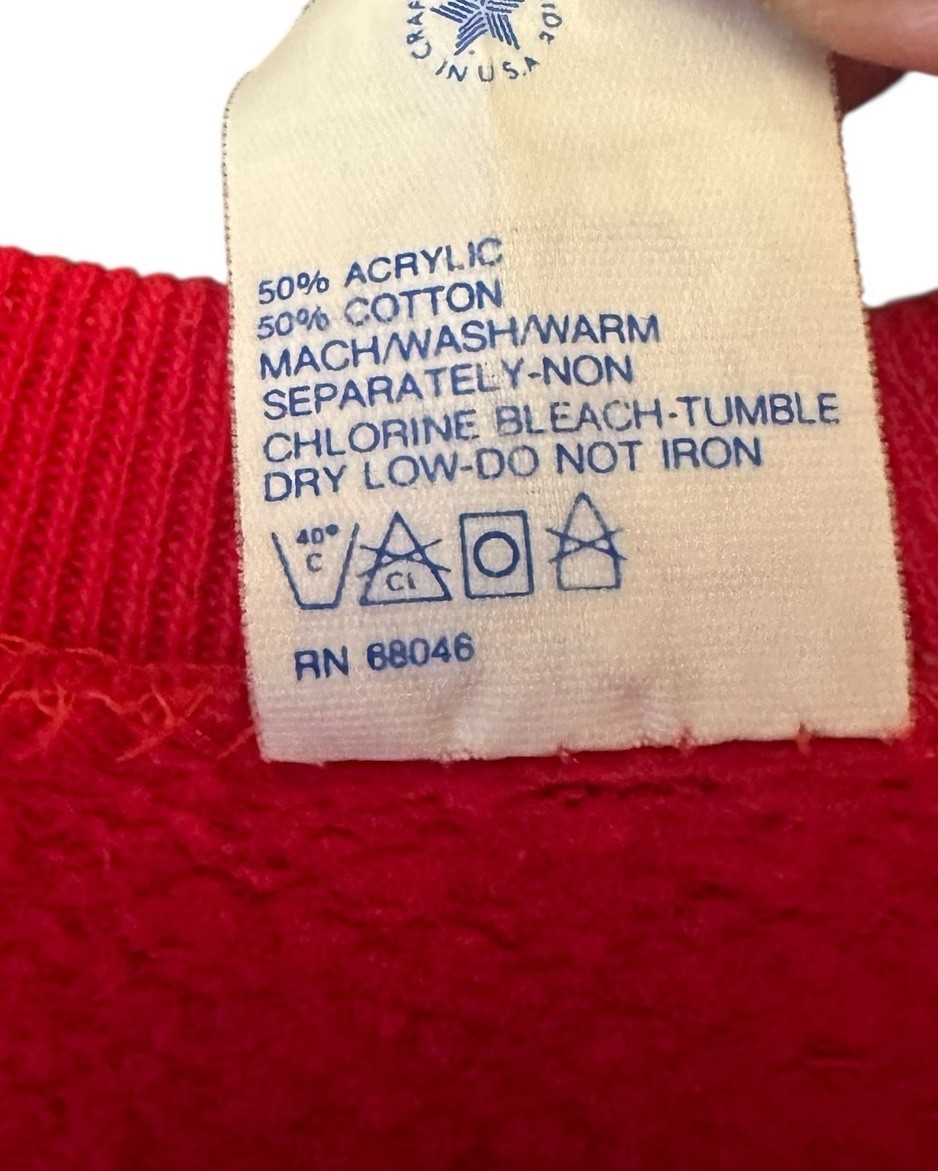 IN U.S.A
50% ACRYLIC
50% COTTON
MACH/WASH/WARM
SEPARATELY-NON
CHLORINE BLEACH-TUMBLE
DRY LOW-DO NOT IRON
40°
C
CL
RN 68046